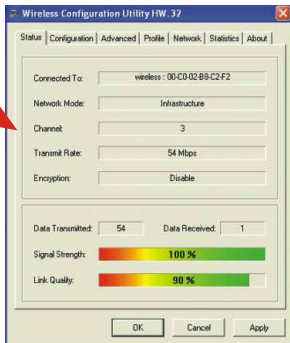 Wireless Configuration Utility HW.32
Status Configuration Advanced Profile Network Statistics About
Connected To: wireless : 00-C0-02-B8-C2-F2
Network Mode: Infrastructure
Channel: 3
Transmit Rate: 54 Mbps
Encryption: Disable
Data Transmitted: 54 Data Received: 1
Signal Strength: 100 %
Link Quality: 90 %
OK Cancel Apply